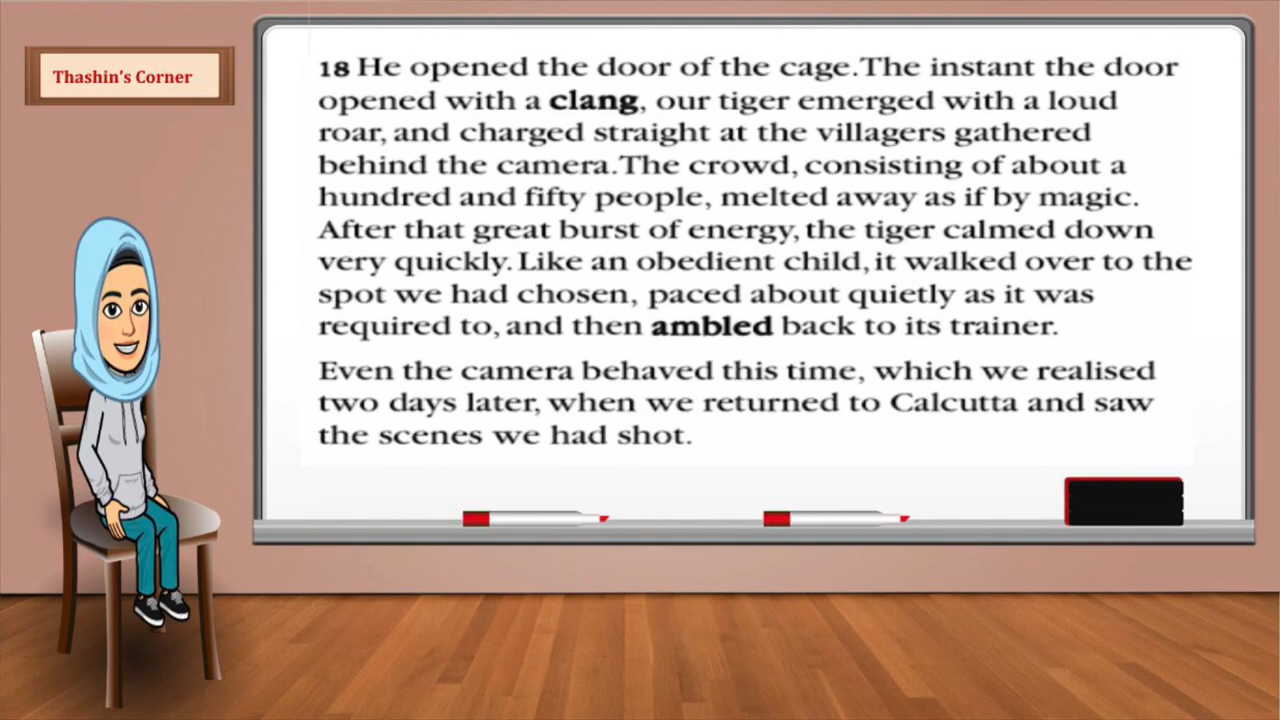 Thashin's Corner
18 He opened the door of the cage. The instant the door
opened with a clang, our tiger emerged with a loud
roar, and charged straight at the villagers gathered
behind the camera. The crowd, consisting of about a
hundred and fifty people, melted away as if by magic.
After that great burst of energy, the tiger calmed down
very quickly. Like an obedient child, it walked over to the
spot we had chosen, paced about quietly as it was
required to, and then ambled back to its trainer.
Even the camera behaved this time, which we realised
two days later, when we returned to Calcutta and saw
the scenes we had shot.